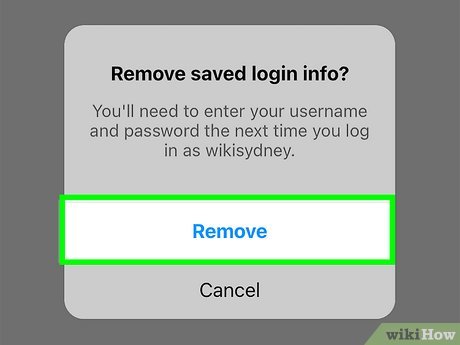 Remove saved login info?
You'll need to enter your username
and password the next time you log
in as wikisydney.
Remove
Cancel
wikiHow